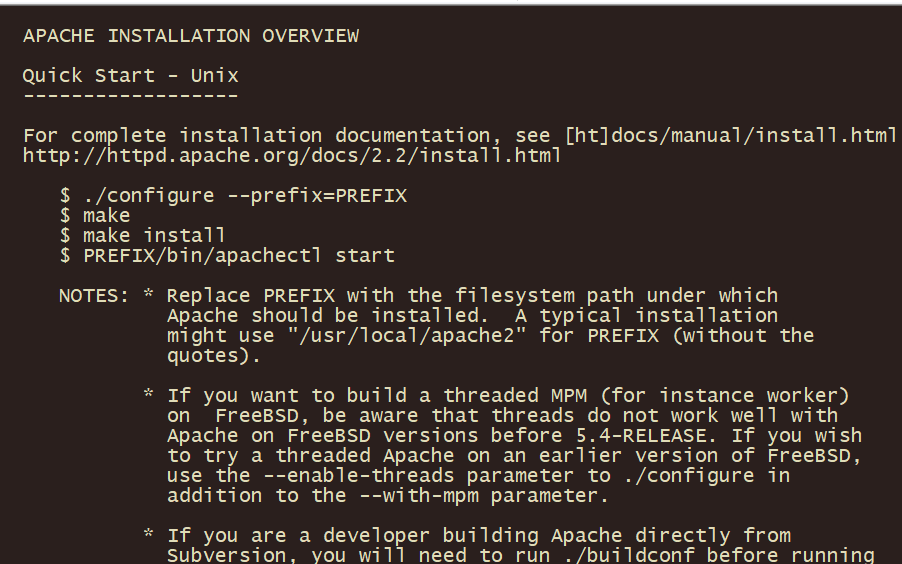 APACHE INSTALLATION OVERVIEW
Quick Start - Unix
------------------
For complete installation documentation, see [ht]docs/manual/install.html
http://httpd.apache.org/docs/2.2/install.html
$ ./configure --prefix=PREFIX
$ make
$ make install
$ PREFIX/bin/apachectl start
NOTES: * Replace PREFIX with the filesystem path under which
Apache should be installed.  A typical installation
might use "/usr/local/apache2" for PREFIX (without the
quotes).
* If you want to build a threaded MPM (for instance worker)
on  FreeBSD, be aware that threads do not work well with
Apache on FreeBSD versions before 5.4-RELEASE. If you wish
to try a threaded Apache on an earlier version of FreeBSD,
use the --enable-threads parameter to ./configure in
addition to the --with-mpm parameter.
* If you are a developer building Apache directly from
Subversion, you will need to run ./buildconf before running